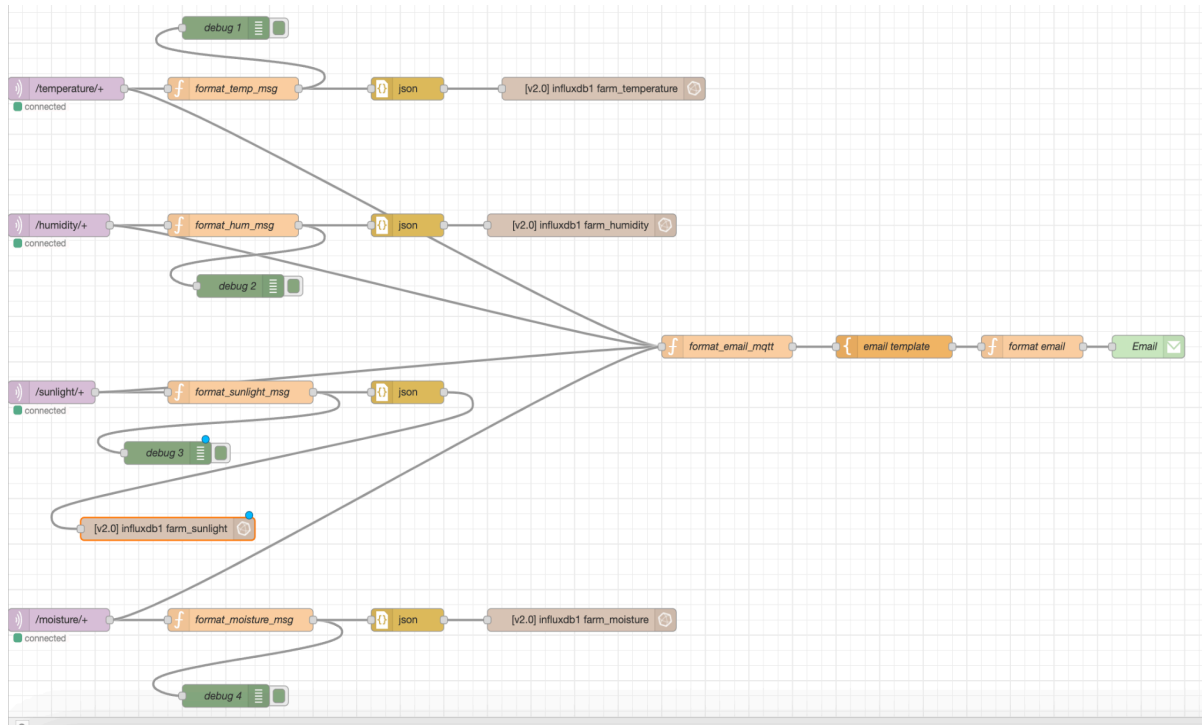 debug 1
/temperature/+
format_temp_msg
json
[v2.0] influxdb1 farm_temperature
connected
/humidity/+
format_hum_msg
json
[v2.0] influxdb1 farm_humidity
connected
debug 2
format_email_mqtt
email template
format email
Email
/sunlight/+
format_sunlight_msg
json
connected
debug 3
[v2.0] influxdb1 farm_sunlight
/moisture/+
format_moisture_msg
json
[v2.0] influxdb1 farm_moisture
connected
debug 4